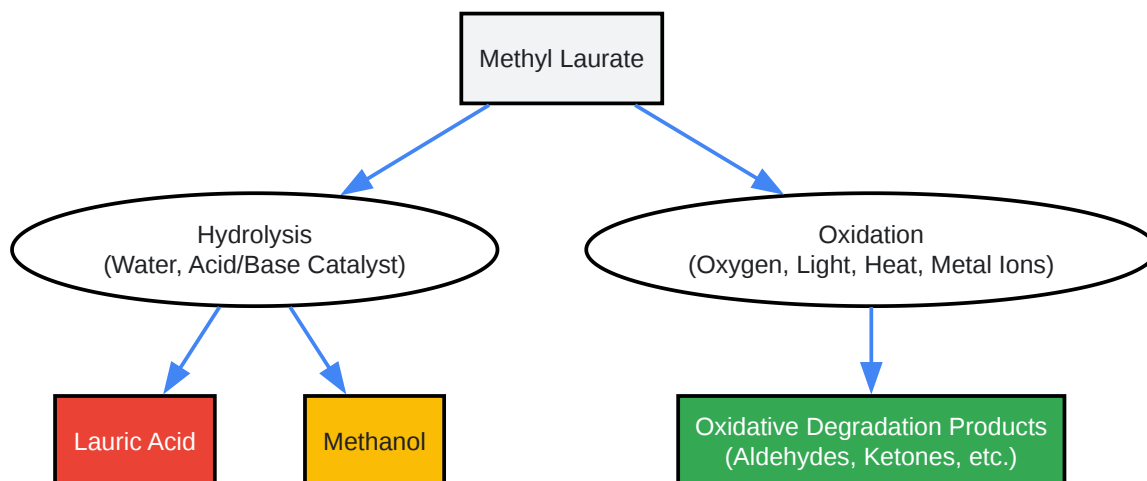 Methyl Laurate
Hydrolysis
(Water, Acid/Base Catalyst)
Oxidation
(Oxygen, Light, Heat, Metal Ions)
Lauric Acid
Methanol
Oxidative Degradation Products
(Aldehydes, Ketones, etc.)